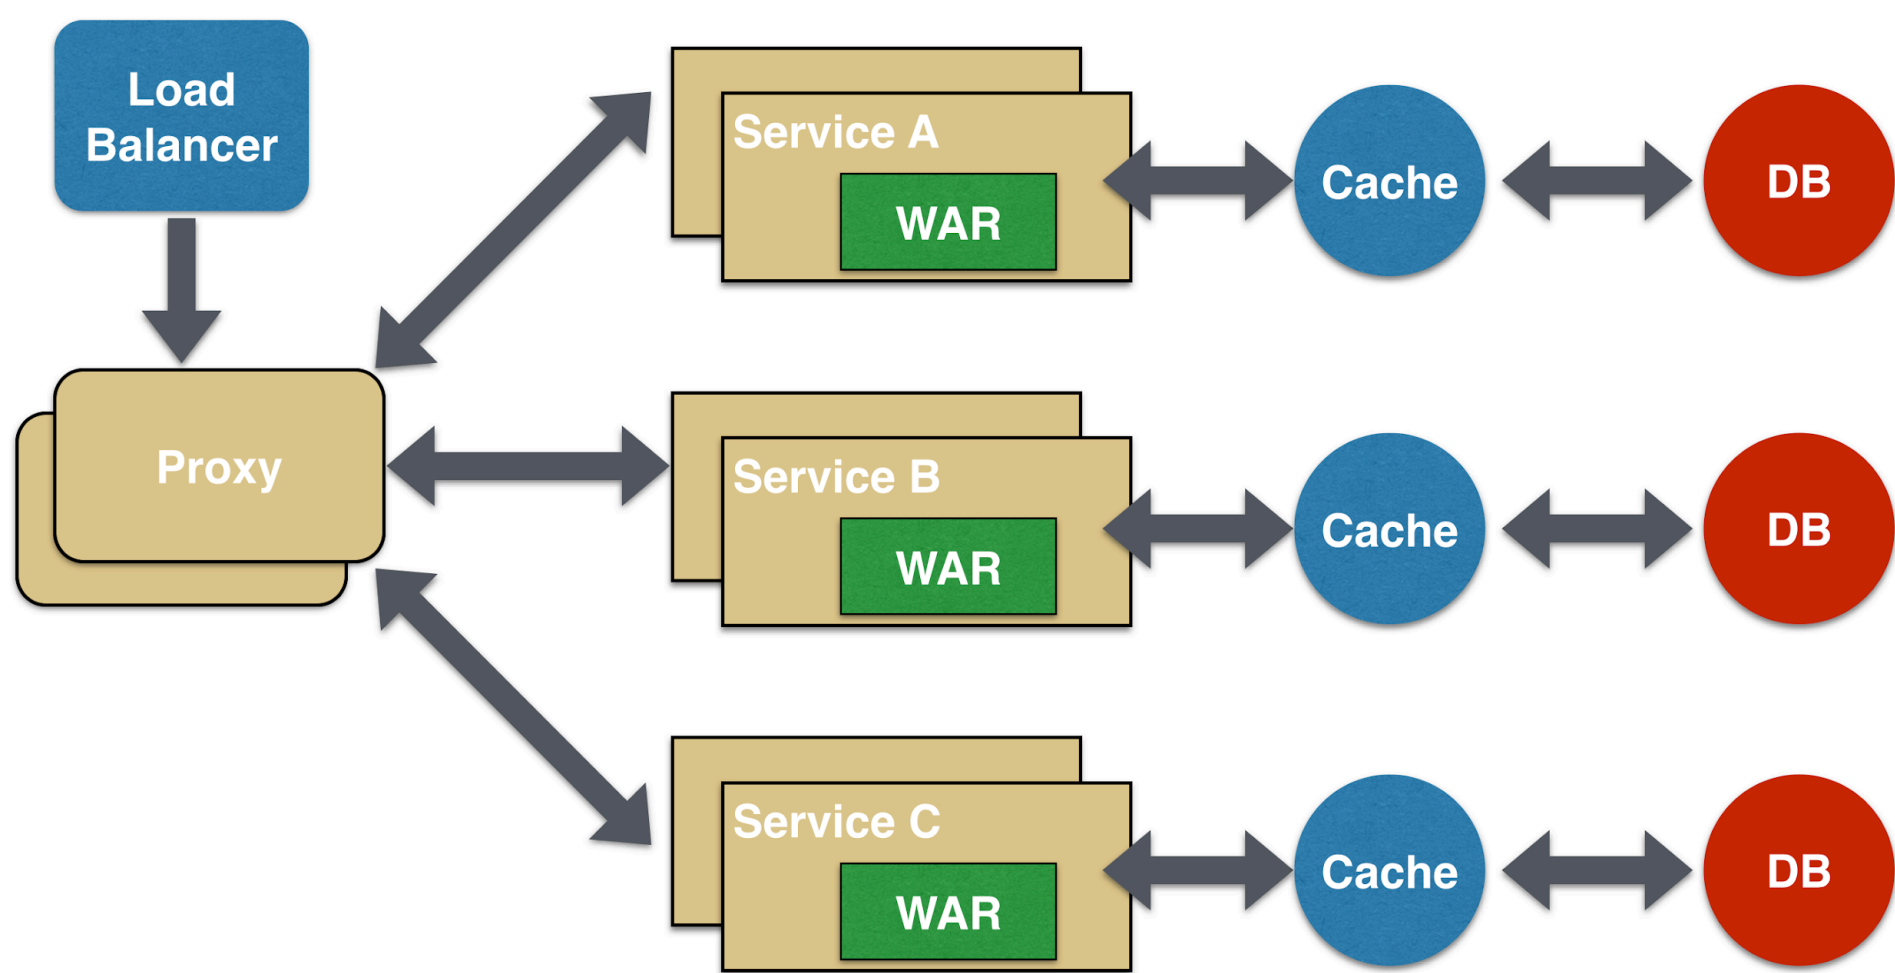 Load
Balancer
Proxy
Service A
WAR
Cache
DB
Service B
WAR
Cache
DB
Service C
WAR
Cache
DB